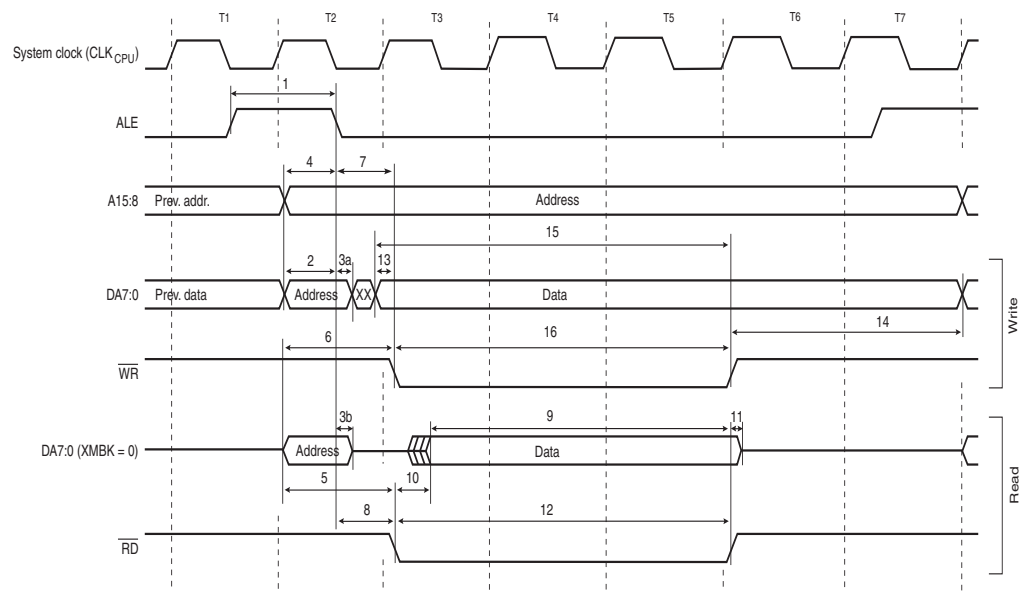 T1 T2 T3 T4 T5 T6 T7
System clock (CLKCPU)
1
ALE
4 7
A15:8 Prev. addr. Address
15
2 3a 13
DA7:0 Prev. data Address XX Data
14
6 16
WR
Write
3b 9 11
DA7:0 (XMBK = 0) Address Data
5 10
8 12
RD
Read